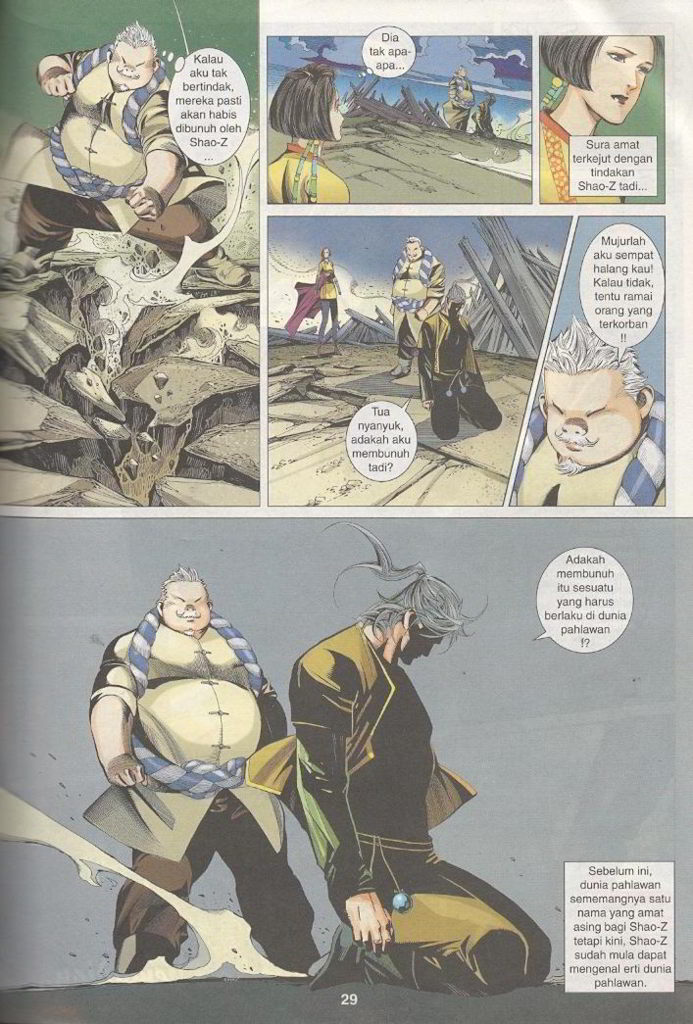 Kalau
aku tak
bertindak,
mereka pasti
akan habis
dibunuh oleh
Shao-Z
...
Dia
tak apa-
apa...
Sura amat
terkejut dengan
tindakan
Shao-Z tadi...
Tua
nyanyuk,
adakah aku
membunuh
tadi?
Mujurlah
aku sempat
halang kau!
Kalau tidak,
tentu ramai
orang yang
terkorban
!!
Adakah
membunuh
itu sesuatu
yang harus
berlaku di dunia
pahlawan
!?
Sebelum ini,
dunia pahlawan
sememangnya satu
nama yang amat
asing bagi Shao-Z
tetapi kini, Shao-Z
sudah mula dapat
mengenal erti dunia
pahlawan.
29